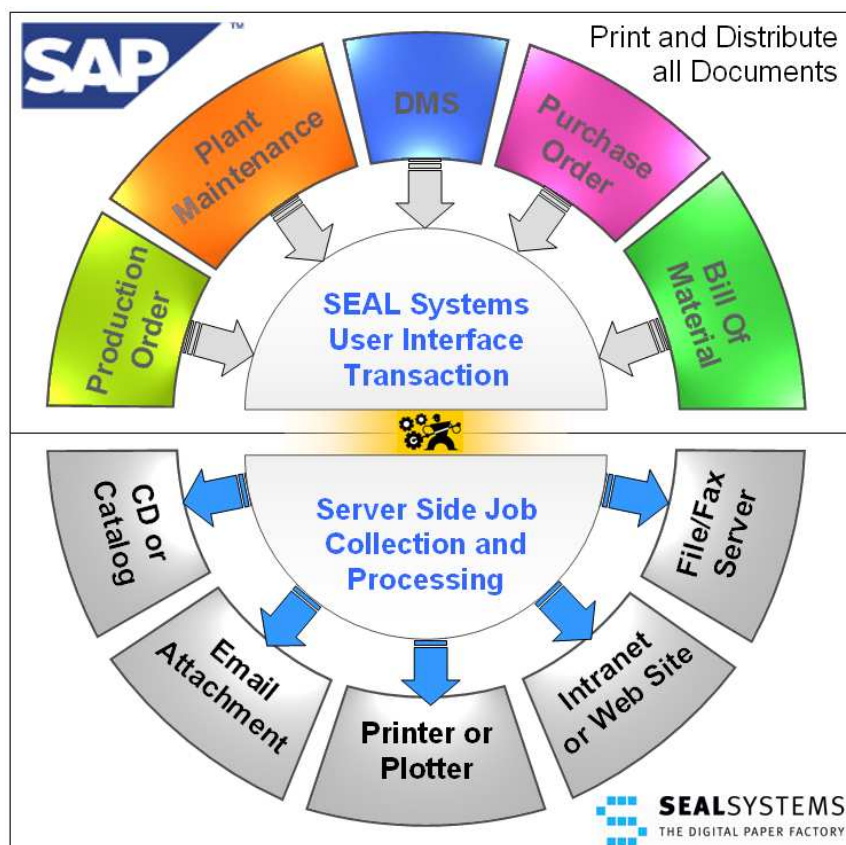 SAP™
Print and Distribute
all Documents
Production
Order
Plant
Maintenance
DMS
Purchase
Order
Bill Of
Material
SEAL Systems
User Interface
Transaction
Server Side Job
Collection and
Processing
CD or
Catalog
Email
Attachment
Printer or
Plotter
Intranet
or Web Site
File/Fax
Server
SEALSYSTEMS
THE DIGITAL PAPER FACTORY